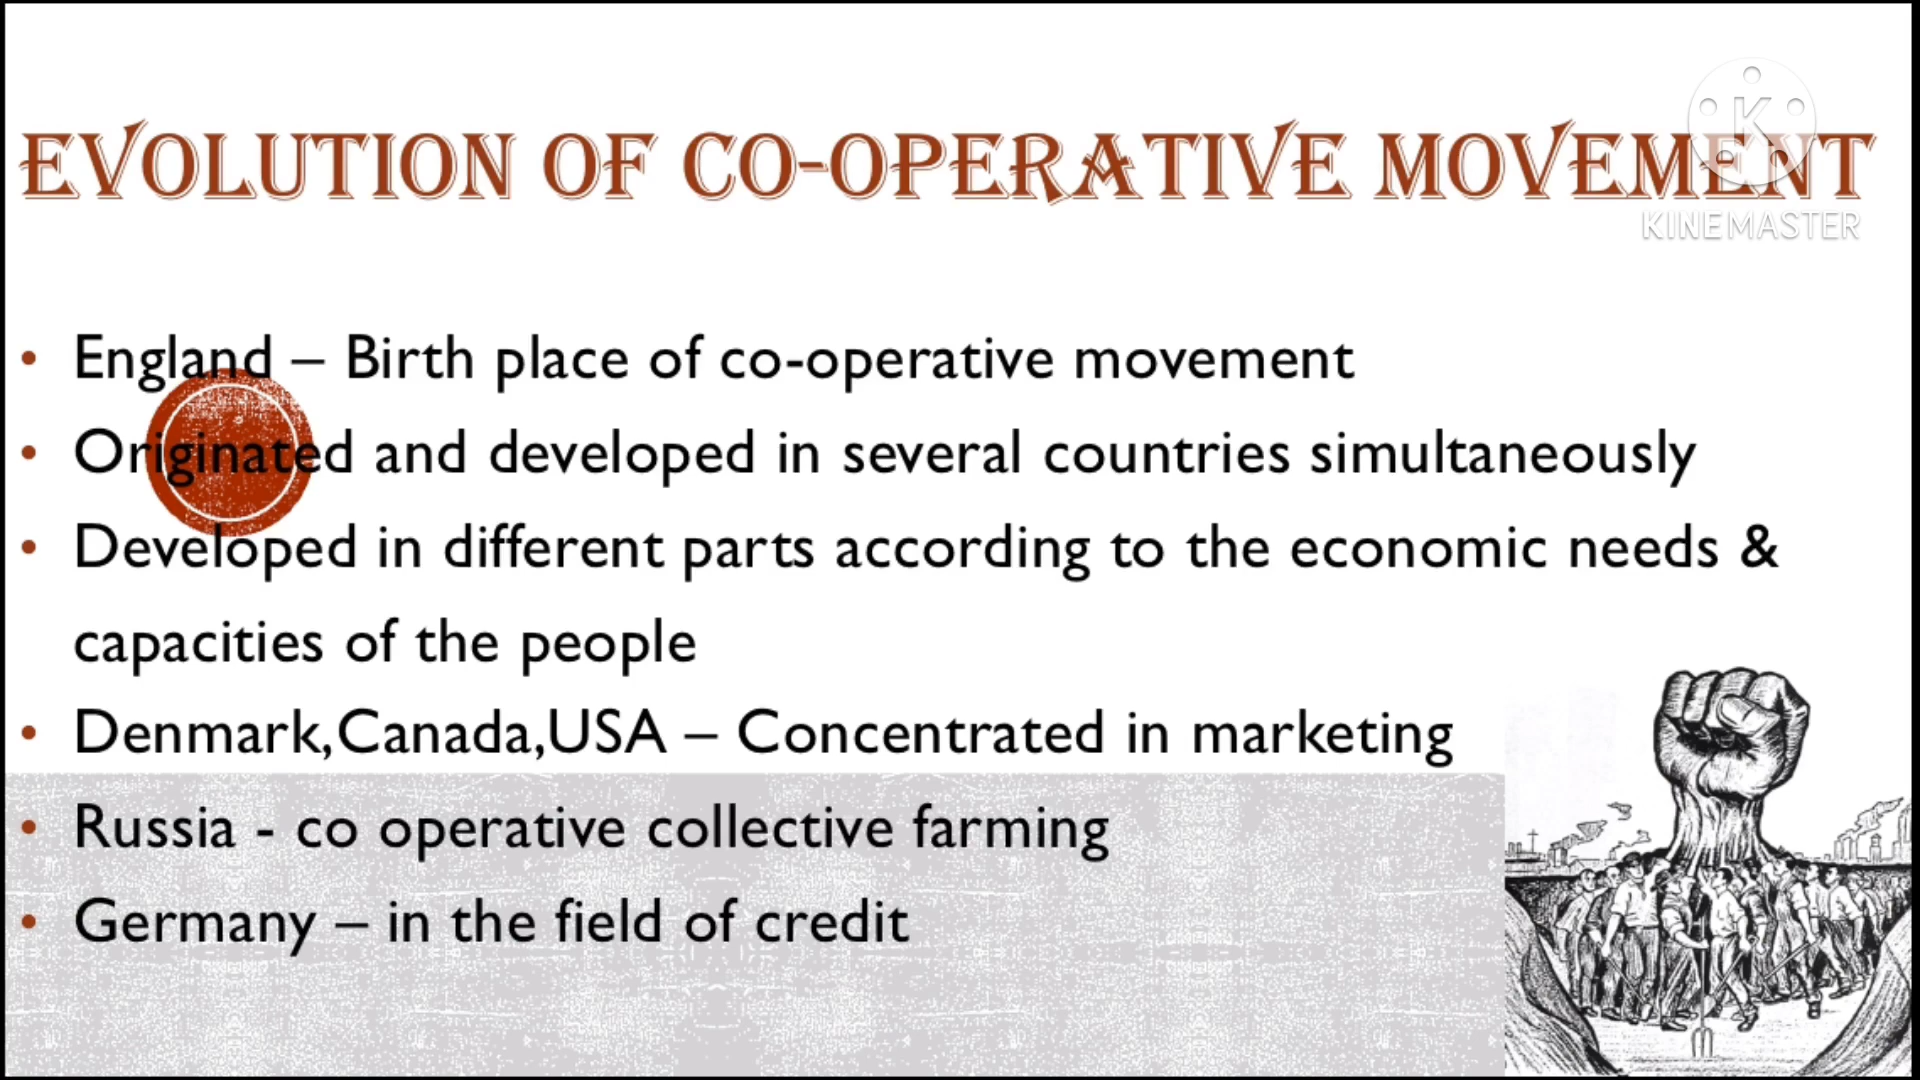 EVOLUTION OF CO-OPERATIVE MOVEMENT
K
KINEMASTER
• England – Birth place of co-operative movement
• Originated and developed in several countries simultaneously
• Developed in different parts according to the economic needs &
capacities of the people
• Denmark,Canada,USA – Concentrated in marketing
• Russia - co operative collective farming
• Germany – in the field of credit